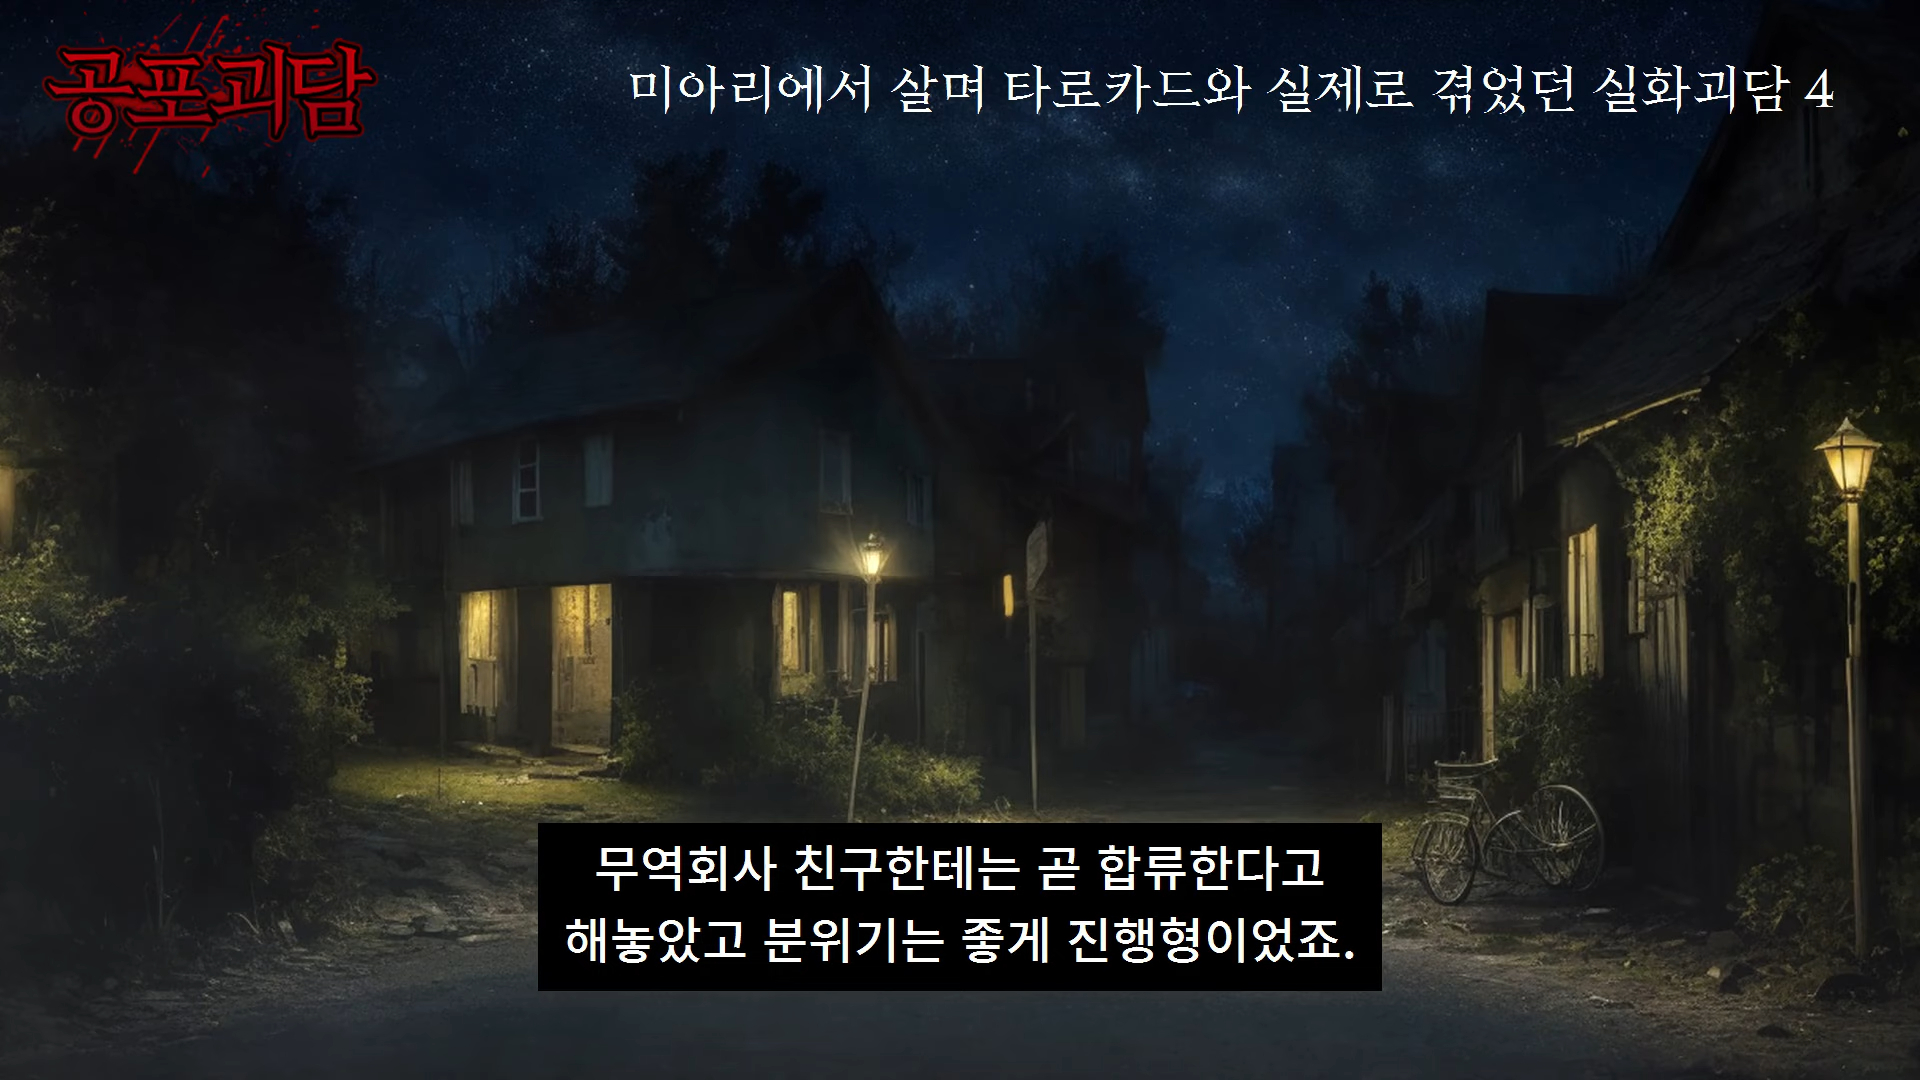 공포괴담
미아리에서 살며 타로카드와 실제로 겪었던 실화괴담 4
무역회사 친구한테는 곧 합류한다고
해놓았고 분위기는 좋게 진행형이었죠.